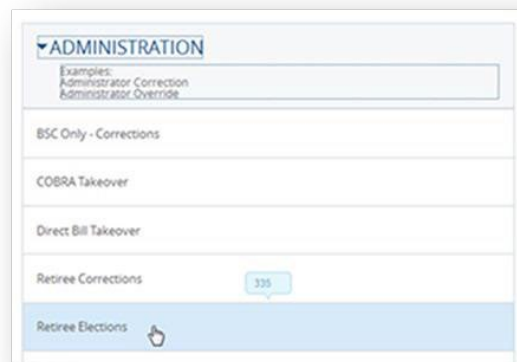 ADMINISTRATION
Examples:
Administrator Correction
Administrator Override
BSC Only - Corrections
COBRA Takeover
Direct Bill Takeover
Retiree Corrections
335
Retiree Elections